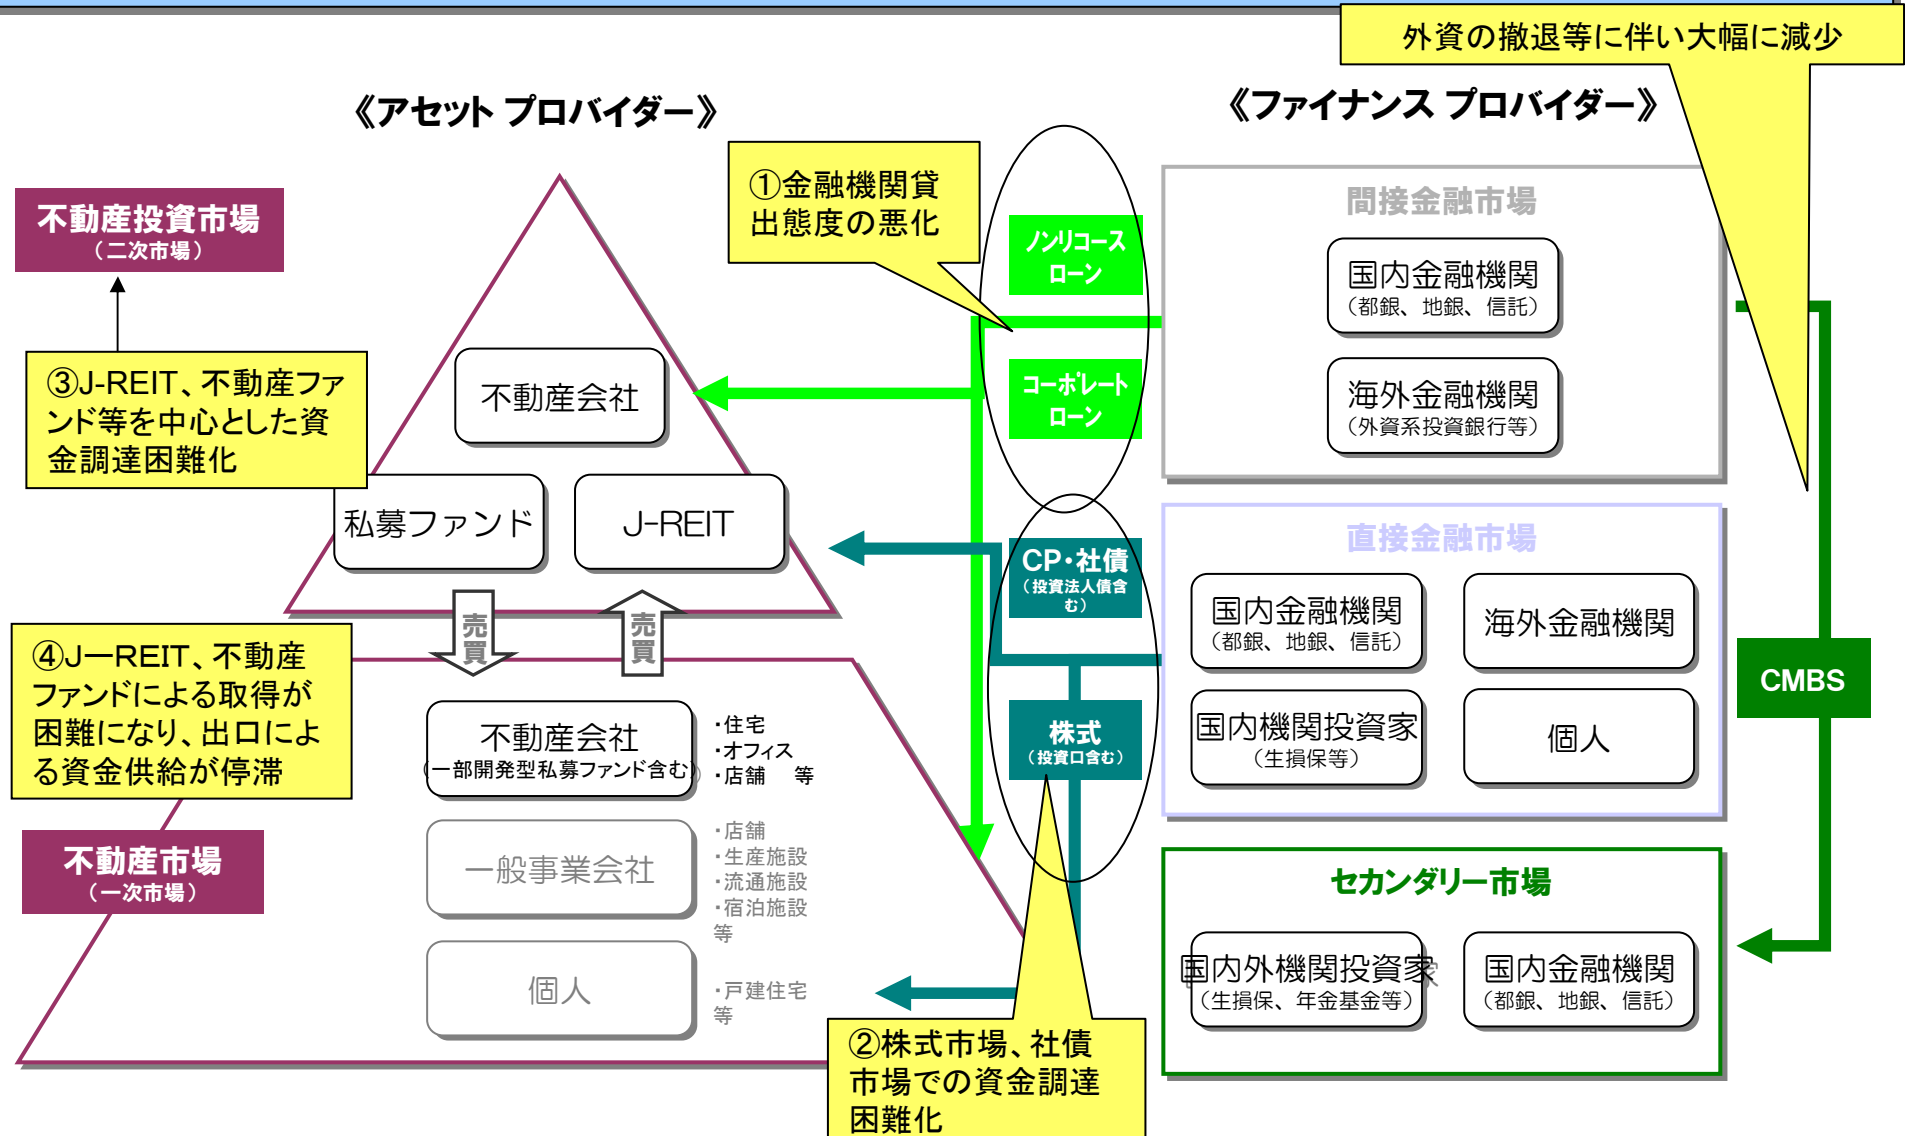 外資の撤退等に伴い大幅に減少
《アセット プロバイダー》
《ファイナンス プロバイダー》
不動産投資市場
（二次市場）
①金融機関貸
出態度の悪化
ノンリコース
ローン
コーポレート
ローン
間接金融市場
国内金融機関
（都銀、地銀、信託）
海外金融機関
（外資系投資銀行等）
③J-REIT、不動産ファ
ンド等を中心とした資
金調達困難化
不動産会社
私募ファンド
J-REIT
売買
売買
CP・社債
（投資法人債含
む）
株式
（投資口含む）
直接金融市場
国内金融機関
（都銀、地銀、信託）
海外金融機関
国内機関投資家
（生損保等）
個人
CMBS
④JーREIT、不動産
ファンドによる取得が
困難になり、出口によ
る資金供給が停滞
不動産会社
(一部開発型私募ファンド含む)
・住宅
・オフィス
・店舗　等
不動産市場
（一次市場）
一般事業会社
・店舗
・生産施設
・流通施設
・宿泊施設
等
個人
・戸建住宅
等
②株式市場、社債
市場での資金調達
困難化
セカンダリー市場
国内外機関投資家
（生損保、年金基金等）
国内金融機関
（都銀、地銀、信託）